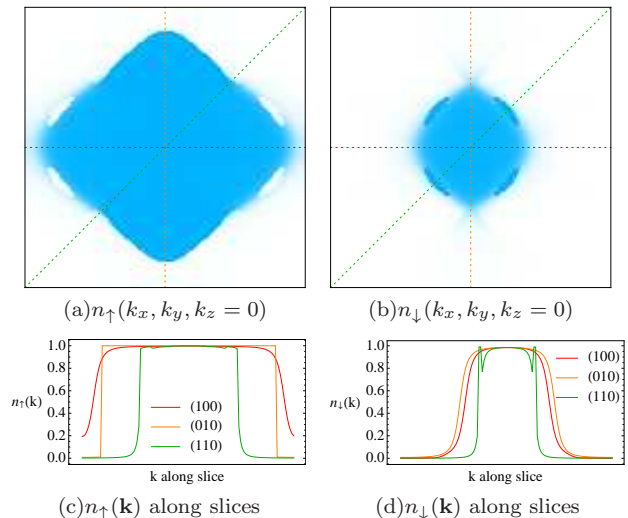 (a)n↑(kx, ky, kz = 0)
(b)n↓(kx, ky, kz = 0)
1.0
0.8
0.6
0.4
0.2
0.0
n↑(k)
(100)
(010)
(110)
k along slice
1.0
0.8
0.6
0.4
0.2
0.0
n↓(k)
(100)
(010)
(110)
k along slice
(c)n↑(k) along slices
(d)n↓(k) along slices